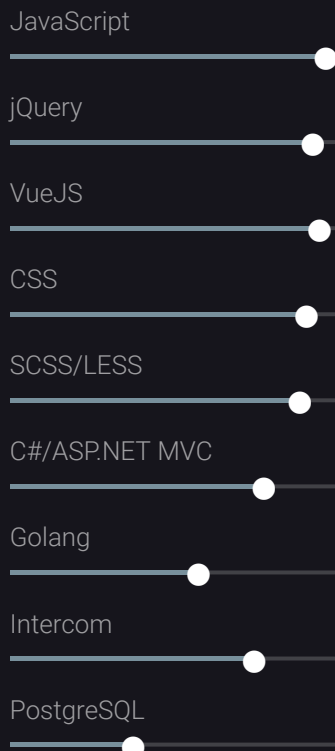 JavaScript
jQuery
VueJS
CSS
SCSS/LESS
C#/ASP.NET MVC
Golang
Intercom
PostgreSQL